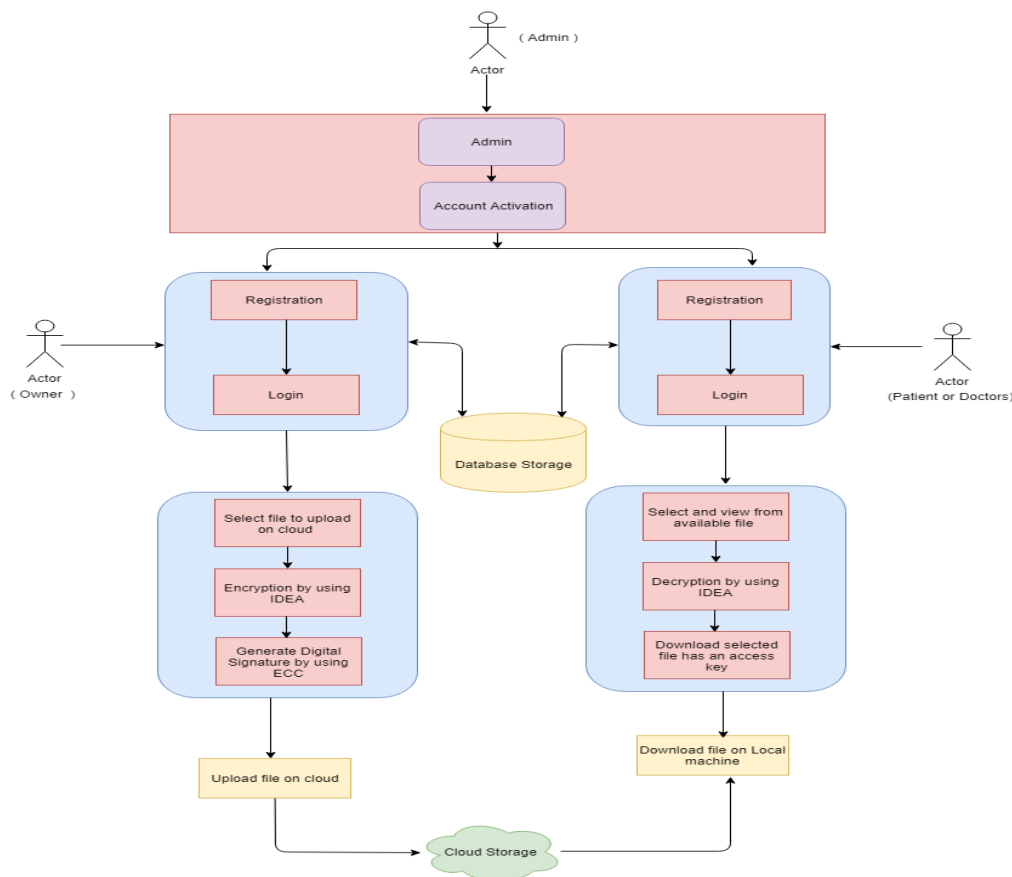 ( Admin )
Actor
Admin
Account Activation
Registration
Login
Registration
Login
Actor
( Owner )
Actor
(Patient or Doctors)
Database Storage
Select file to upload
on cloud
Encryption by using
IDEA
Generate Digital
Signature by using
ECC
Select and view from
available file
Decryption by using
IDEA
Download selected
file has an access
key
Upload file on cloud
Download file on Local
machine
Cloud Storage